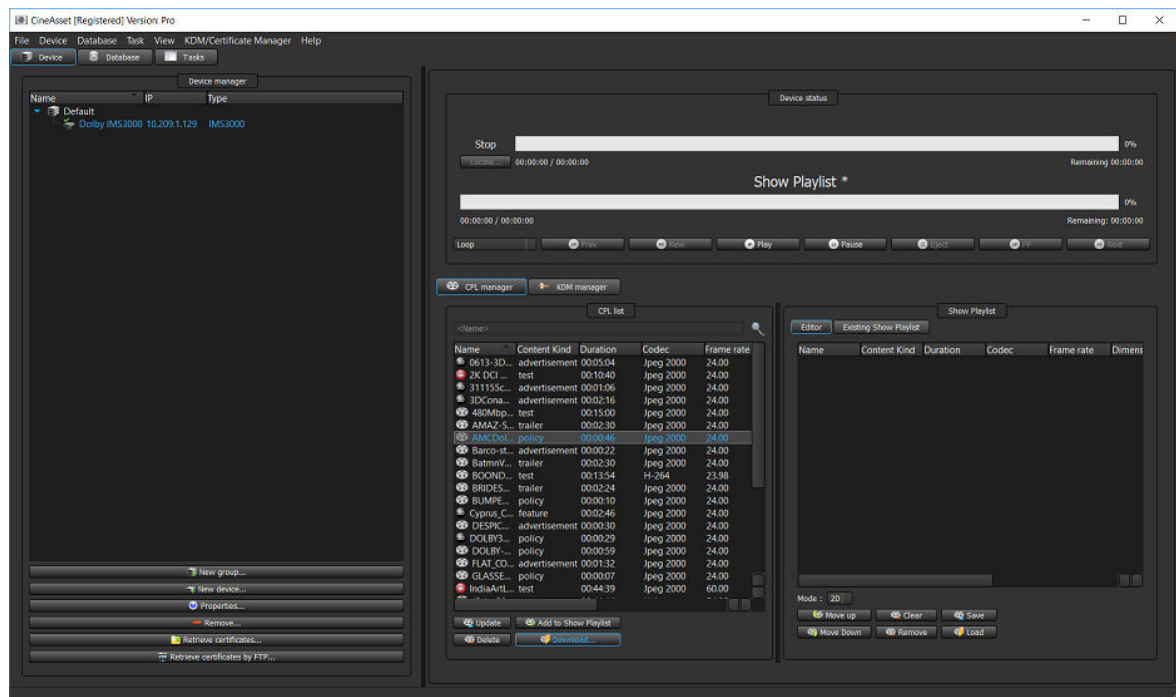 CineAsset [Registered] Version: Pro
File Device Database Task View KDM/Certificate Manager Help
Device Database Tasks
Device manager
Name IP Type
Default
Dolby IMS3000 10.209.1.129 IMS3000
New group...
New device...
Properties...
Remove...
Retrieve certificates...
Retrieve certificates by FTP...
Device status
Stop 0%
Locate... 00:00:00 / 00:00:00 Remaining 00:00:00
Show Playlist *
0%
00:00:00 / 00:00:00 Remaining: 00:00:00
Loop Prev Rew Play Pause Eject FF Next
CPL manager KDM manager
CPL list
<Name>
Name Content Kind Duration Codec Frame rate
0613-3D... advertisement 00:05:04 Jpeg 2000 24.00
2K DCI ... test 00:10:40 Jpeg 2000 24.00
311155c... advertisement 00:01:06 Jpeg 2000 24.00
3DCona... advertisement 00:02:16 Jpeg 2000 24.00
480Mbp... test 00:15:00 Jpeg 2000 24.00
AMAZ-S... trailer 00:02:30 Jpeg 2000 24.00
AMCDol... policy 00:00:46 Jpeg 2000 24.00
Barco-st... advertisement 00:00:22 Jpeg 2000 24.00
BatmnV... trailer 00:02:30 Jpeg 2000 24.00
BOOND... test 00:13:54 H-264 23.98
BRIDES... trailer 00:02:24 Jpeg 2000 24.00
BUMPE... policy 00:00:10 Jpeg 2000 24.00
Cyprus_C... feature 00:02:46 Jpeg 2000 24.00
DESPIC... advertisement 00:00:30 Jpeg 2000 24.00
DOLBY3... policy 00:00:29 Jpeg 2000 24.00
DOLBY-... policy 00:00:59 Jpeg 2000 24.00
FLAT_CO... advertisement 00:01:32 Jpeg 2000 24.00
GLASSE... policy 00:00:07 Jpeg 2000 24.00
IndiaArtL... test 00:44:39 Jpeg 2000 60.00
Update Add to Show Playlist
Delete Download...
Show Playlist
Editor Existing Show Playlist
Name Content Kind Duration Codec Frame rate Dimens
Mode : 2D
Move up Clear Save
Move Down Remove Load